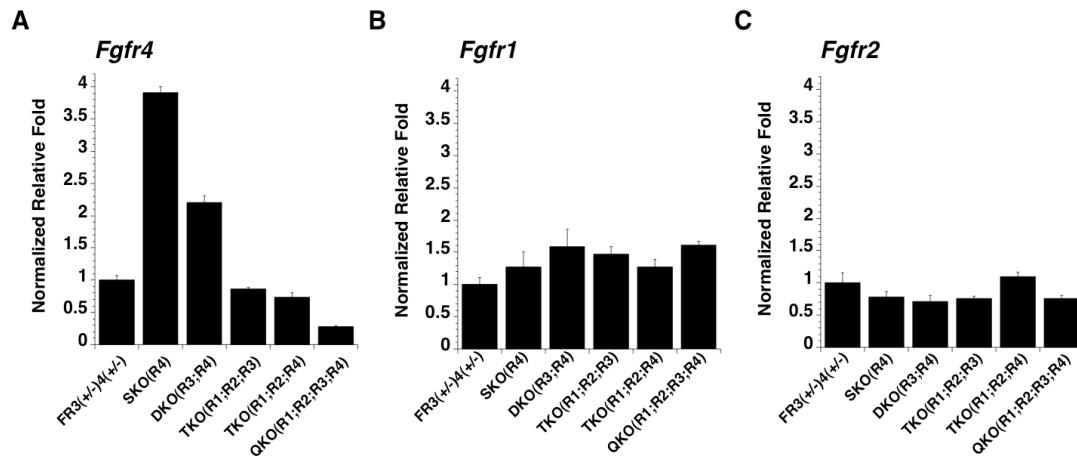 A
Fgfr4
Normalized Relative Fold
4
3.5
3
2.5
2
1.5
1
0.5
0
FR3(+/-)4(+/-)
SKO(R4)
DKO(R3;R4)
TKO(R1;R2;R3)
TKO(R1;R2;R4)
QKO(R1;R2;R3;R4)
B
Fgfr1
Normalized Relative Fold
4
3.5
3
2.5
2
1.5
1
0.5
0
FR3(+/-)4(+/-)
SKO(R4)
DKO(R3;R4)
TKO(R1;R2;R3)
TKO(R1;R2;R4)
QKO(R1;R2;R3;R4)
C
Fgfr2
Normalized Relative Fold
4
3.5
3
2.5
2
1.5
1
0.5
0
FR3(+/-)4(+/-)
SKO(R4)
DKO(R3;R4)
TKO(R1;R2;R3)
TKO(R1;R2;R4)
QKO(R1;R2;R3;R4)